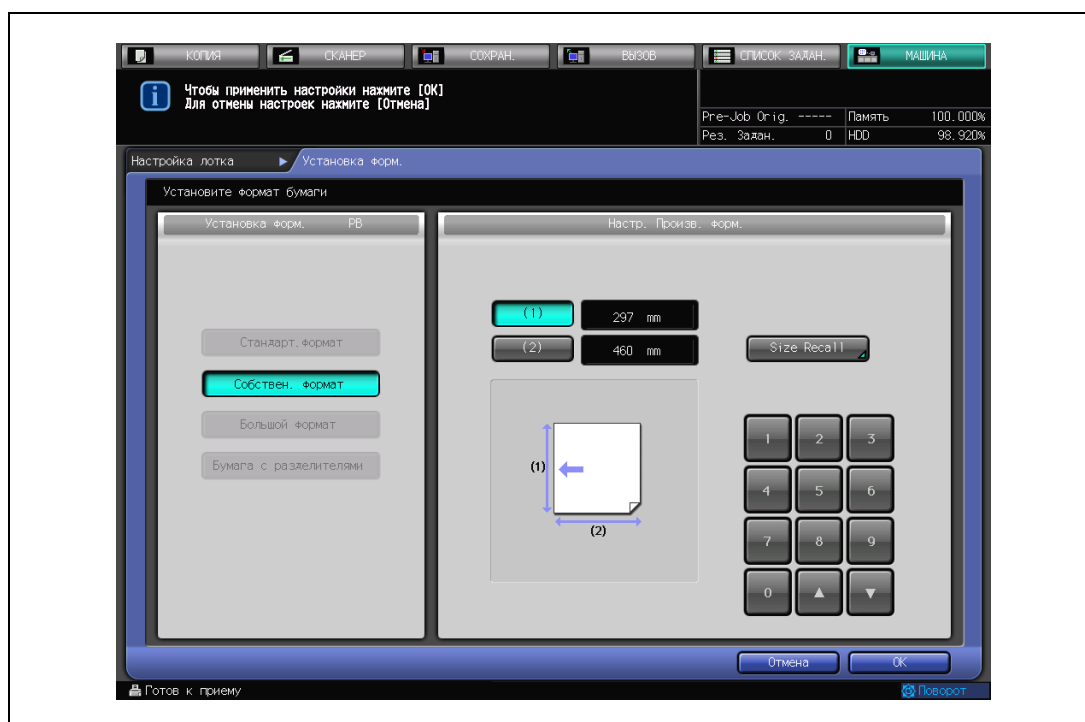 КОПИЯ СКАНЕР СОХРАН. ВЫЗОВ СПИСОК ЗАДАН. МАШИНА
Чтобы применить настройки нажмите [OK]
Для отмены настроек нажмите [Отмена]
Pre-Job Orig. ----- Память 100.000%
Рез. Задан. 0 HDD 98.920%
Настройка лотка ▶ Установка форм.
Установите формат бумаги
Установка форм. PB
Настр. Произв. форм.
(1) 297 mm
(2) 460 mm
Size Recall
Стандарт.формат
Собствен. формат
Большой формат
Бумага с разделителями
(1)
(2)
1 2 3
4 5 6
7 8 9
0 ▲ ▼
Отмена OK
Готов к приему Поворот